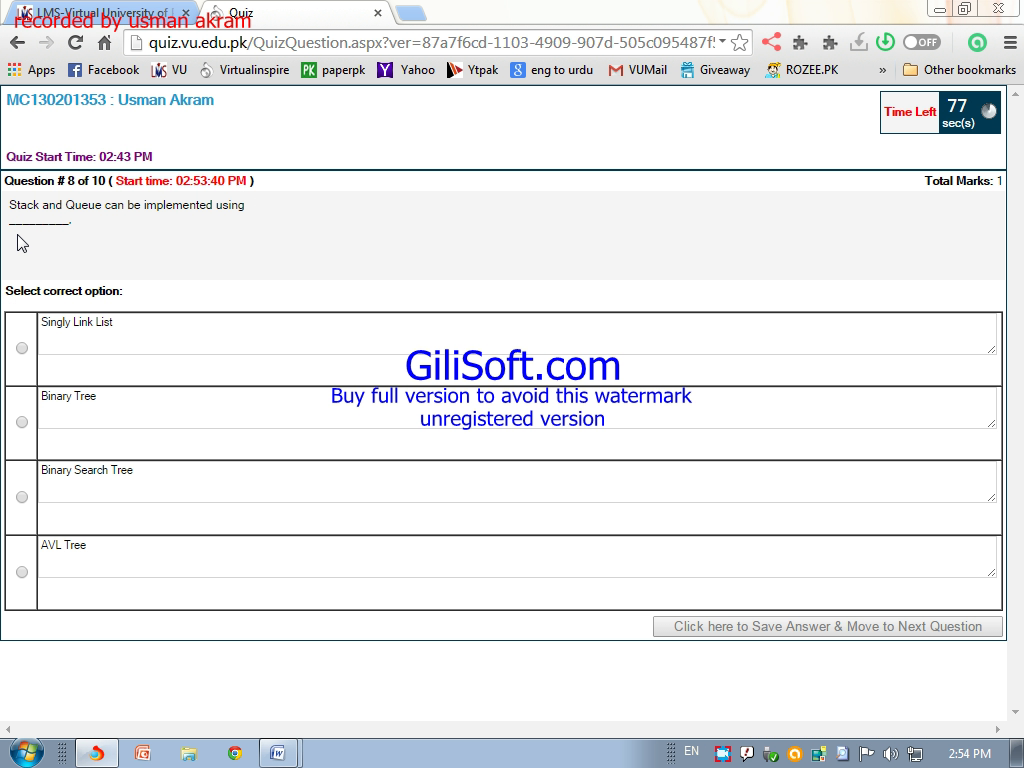 LMS-Virtual University of
Quiz
recorded by usman akram
quiz.vu.edu.pk/QuizQuestion.aspx?ver=87a7f6cd-1103-4909-907d-505c095487f5
OFF
Apps Facebook VU Virtualinspire paperpk Yahoo Ytpak eng to urdu VUMail Giveaway ROZEE.PK » Other bookmarks
MC130201353 : Usman Akram
Time Left 77 sec(s)
Quiz Start Time: 02:43 PM
Question # 8 of 10 ( Start time: 02:53:40 PM ) Total Marks: 1
Stack and Queue can be implemented using
_________.
Select correct option:
Singly Link List
GiliSoft.com
Buy full version to avoid this watermark
Binary Tree
unregistered version
Binary Search Tree
AVL Tree
Click here to Save Answer & Move to Next Question
EN 2:54 PM